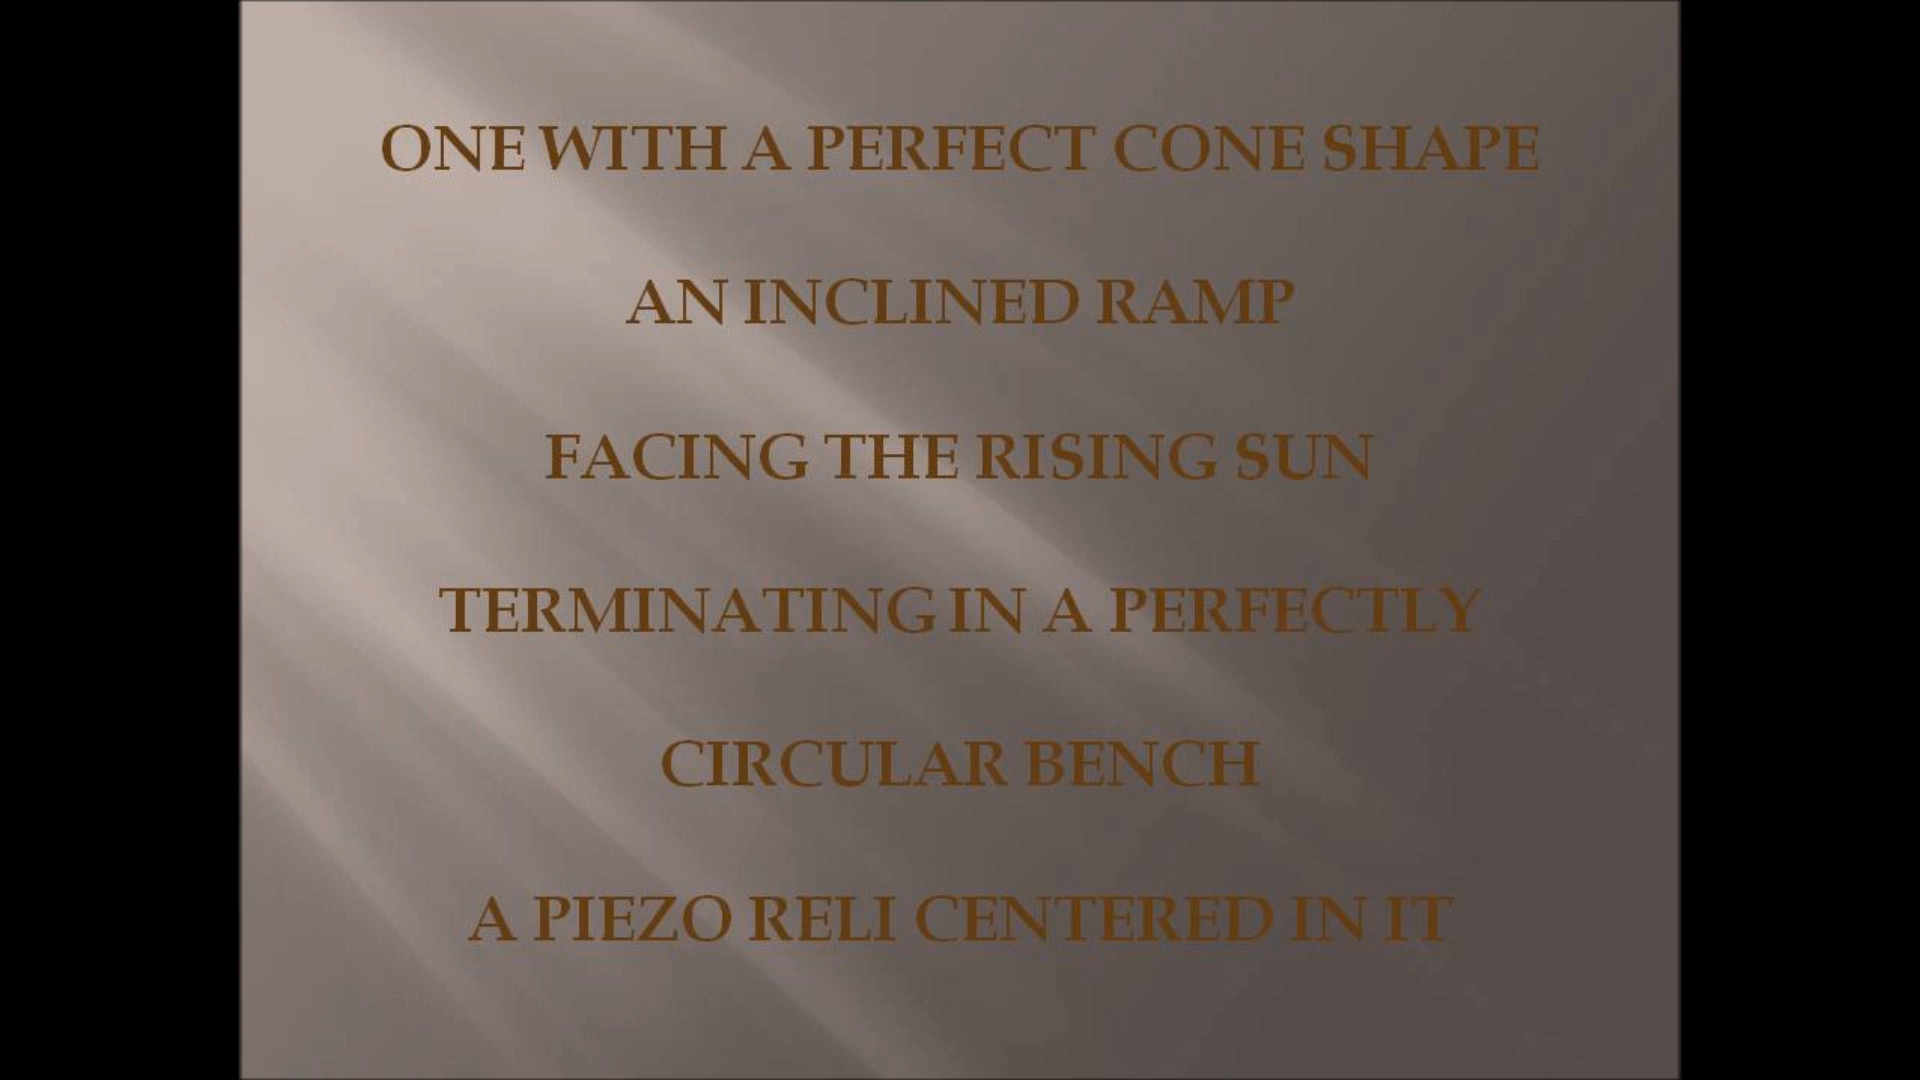 ONE WITH A PERFECT CONE SHAPE
AN INCLINED RAMP
FACING THE RISING SUN
TERMINATING IN A PERFECTLY
CIRCULAR BENCH
A PIEZO RELI CENTERED IN IT